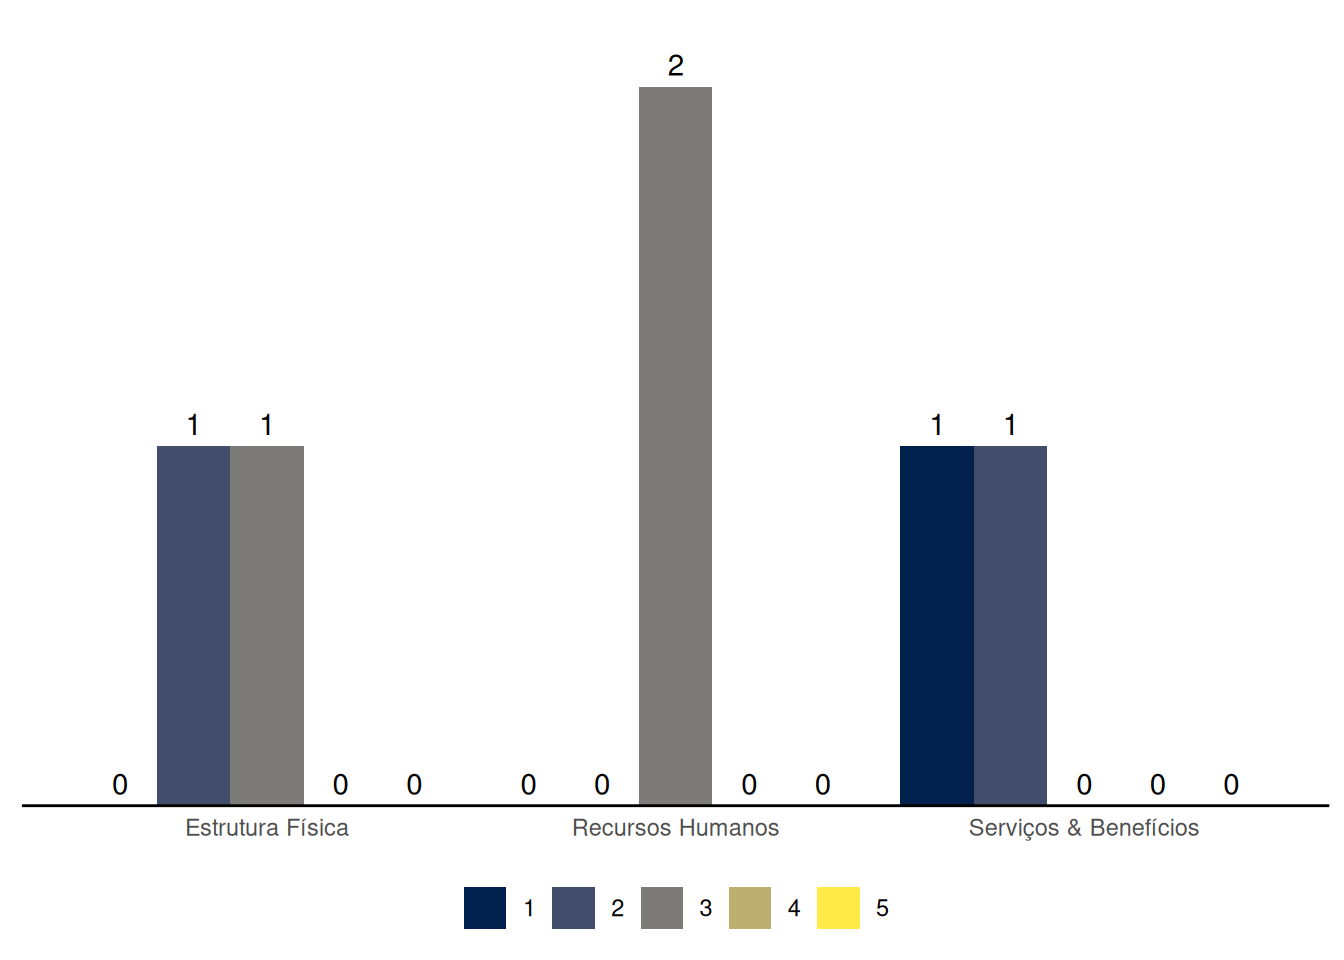 2
1 1 1 1
0 0 0 0 0 0 0 0 0 0
Estrutura Física Recursos Humanos Serviços & Benefícios
1 2 3 4 5